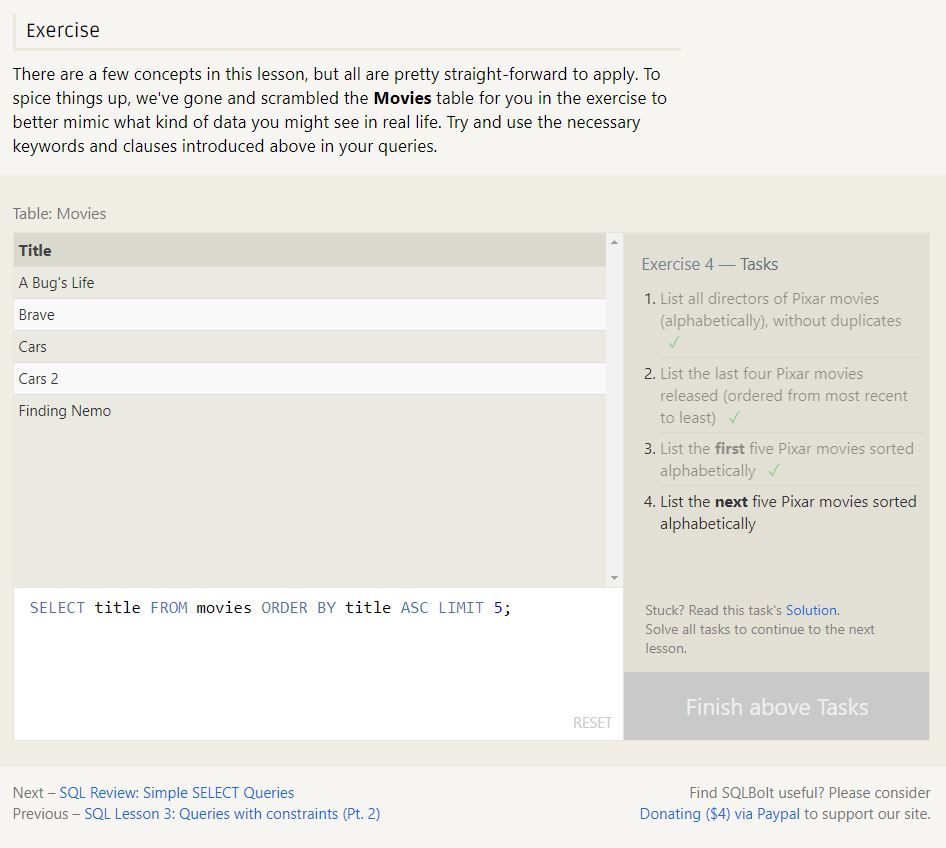 Exercise
There are a few concepts in this lesson, but all are pretty straight-forward to apply. To
spice things up, we've gone and scrambled the Movies table for you in the exercise to
better mimic what kind of data you might see in real life. Try and use the necessary
keywords and clauses introduced above in your queries.
Table: Movies
Title
A Bug's Life
Brave
Cars
Cars 2
Finding Nemo
SELECT title FROM movies ORDER BY title ASC LIMIT 5;
RESET
Exercise 4 — Tasks
1. List all directors of Pixar movies
(alphabetically), without duplicates
✓
2. List the last four Pixar movies
released (ordered from most recent
to least) ✓
3. List the first five Pixar movies sorted
alphabetically ✓
4. List the next five Pixar movies sorted
alphabetically
Stuck? Read this task's Solution.
Solve all tasks to continue to the next
lesson.
Finish above Tasks
Next – SQL Review: Simple SELECT Queries
Previous – SQL Lesson 3: Queries with constraints (Pt. 2)
Find SQLBolt useful? Please consider
Donating ($4) via Paypal to support our site.